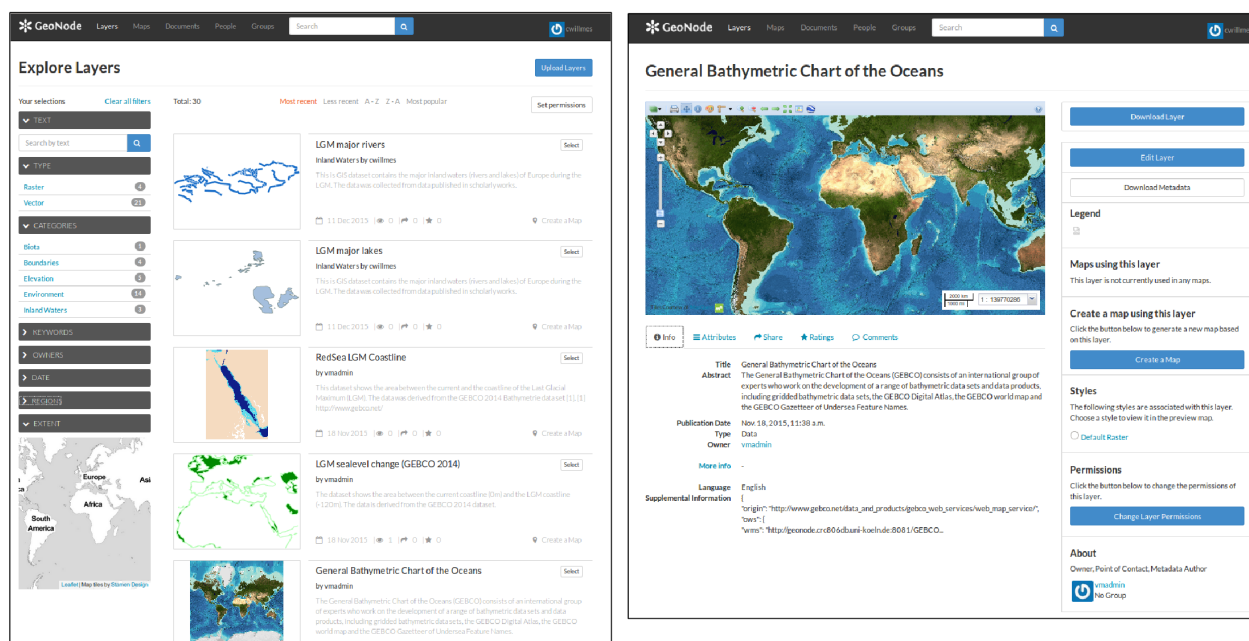 GeoNode Layers Maps Documents People Groups Search cwillmes
Explore Layers
Upload Layers
Your selections Clear all filters Total: 30 Most recent Less recent A - Z Z - A Most popular Set permissions
TEXT
Search by text
TYPE
Raster 4
Vector 21
CATEGORIES
Biota 1
Boundaries 4
Elevation
Environment 14
Inland Waters 3
KEYWORDS
OWNERS
DATE
REGIONS
EXTENT
Europe
Asi
Africa
South
America
Leaflet | Map tiles by Stamen Design
LGM major rivers Select
Inland Waters by cwillmes
This is GIS dataset contains the major inland waters (rivers and lakes) of Europe during the
LGM. The data was collected from data published in scholarly works.
11 Dec 2015 | 0 | 0 | 0 Create a Map
LGM major lakes Select
Inland Waters by cwillmes
This is GIS dataset contains the major inland waters (rivers and lakes) of Europe during the
LGM. The data was collected from data published in scholarly works.
11 Dec 2015 | 0 | 0 | 0 Create a Map
RedSea LGM Coastline Select
by vmadmin
This dataset shows the area between the current and the coastline of the Last Glacial
Maximum (LGM). The data was derived from the GEBCO 2014 Bathymetrie dataset [1]. [1]
http://www.gebco.net/
18 Nov 2015 | 0 | 0 | 0 Create a Map
LGM sealevel change (GEBCO 2014) Select
by vmadmin
The dataset shows the area between the current coastline (0m) and the LGM coastline
(-120m). The data is derived from the GEBCO 2014 dataset.
18 Nov 2015 | 1 | 0 | 0 Create a Map
General Bathymetric Chart of the Oceans Select
by vmadmin
The General Bathymetric Chart of the Oceans (GEBCO) consists of an international group
of experts who work on the development of a range of bathymetric data sets and data
products, including gridded bathymetric data sets, the GEBCO Digital Atlas, the GEBCO
world map and the GEBCO Gazetteer of Undersea Feature Names.
GeoNode Layers Maps Documents People Groups Search cwillmes
General Bathymetric Chart of the Oceans
2000 km
1000 mi
1 : 139770286
Info Attributes Share Ratings Comments
Title General Bathymetric Chart of the Oceans
Abstract The General Bathymetric Chart of the Oceans (GEBCO) consists of an international group of
experts who work on the development of a range of bathymetric data sets and data products,
including gridded bathymetric data sets, the GEBCO Digital Atlas, the GEBCO world map and
the GEBCO Gazetteer of Undersea Feature Names.
Publication Date Nov. 18, 2015, 11:38 a.m.
Type Data
Owner vmadmin
More info -
Language English
Supplemental Information {
"origin": "http://www.gebco.net/data_and_products/gebco_web_services/web_map_service/",
"ows": {
"wms": "http://geonode.crc806db.uni-koeln.de:8081/GEBCO...
Download Layer
Edit Layer
Download Metadata
Legend
Maps using this layer
This layer is not currently used in any maps.
Create a map using this layer
Click the button below to generate a new map based
on this layer.
Create a Map
Styles
The following styles are associated with this layer.
Choose a style to view it in the preview map.
Default Raster
Permissions
Click the button below to change the permissions of
this layer.
Change Layer Permissions
About
Owner, Point of Contact, Metadata Author
vmadmin
No Group